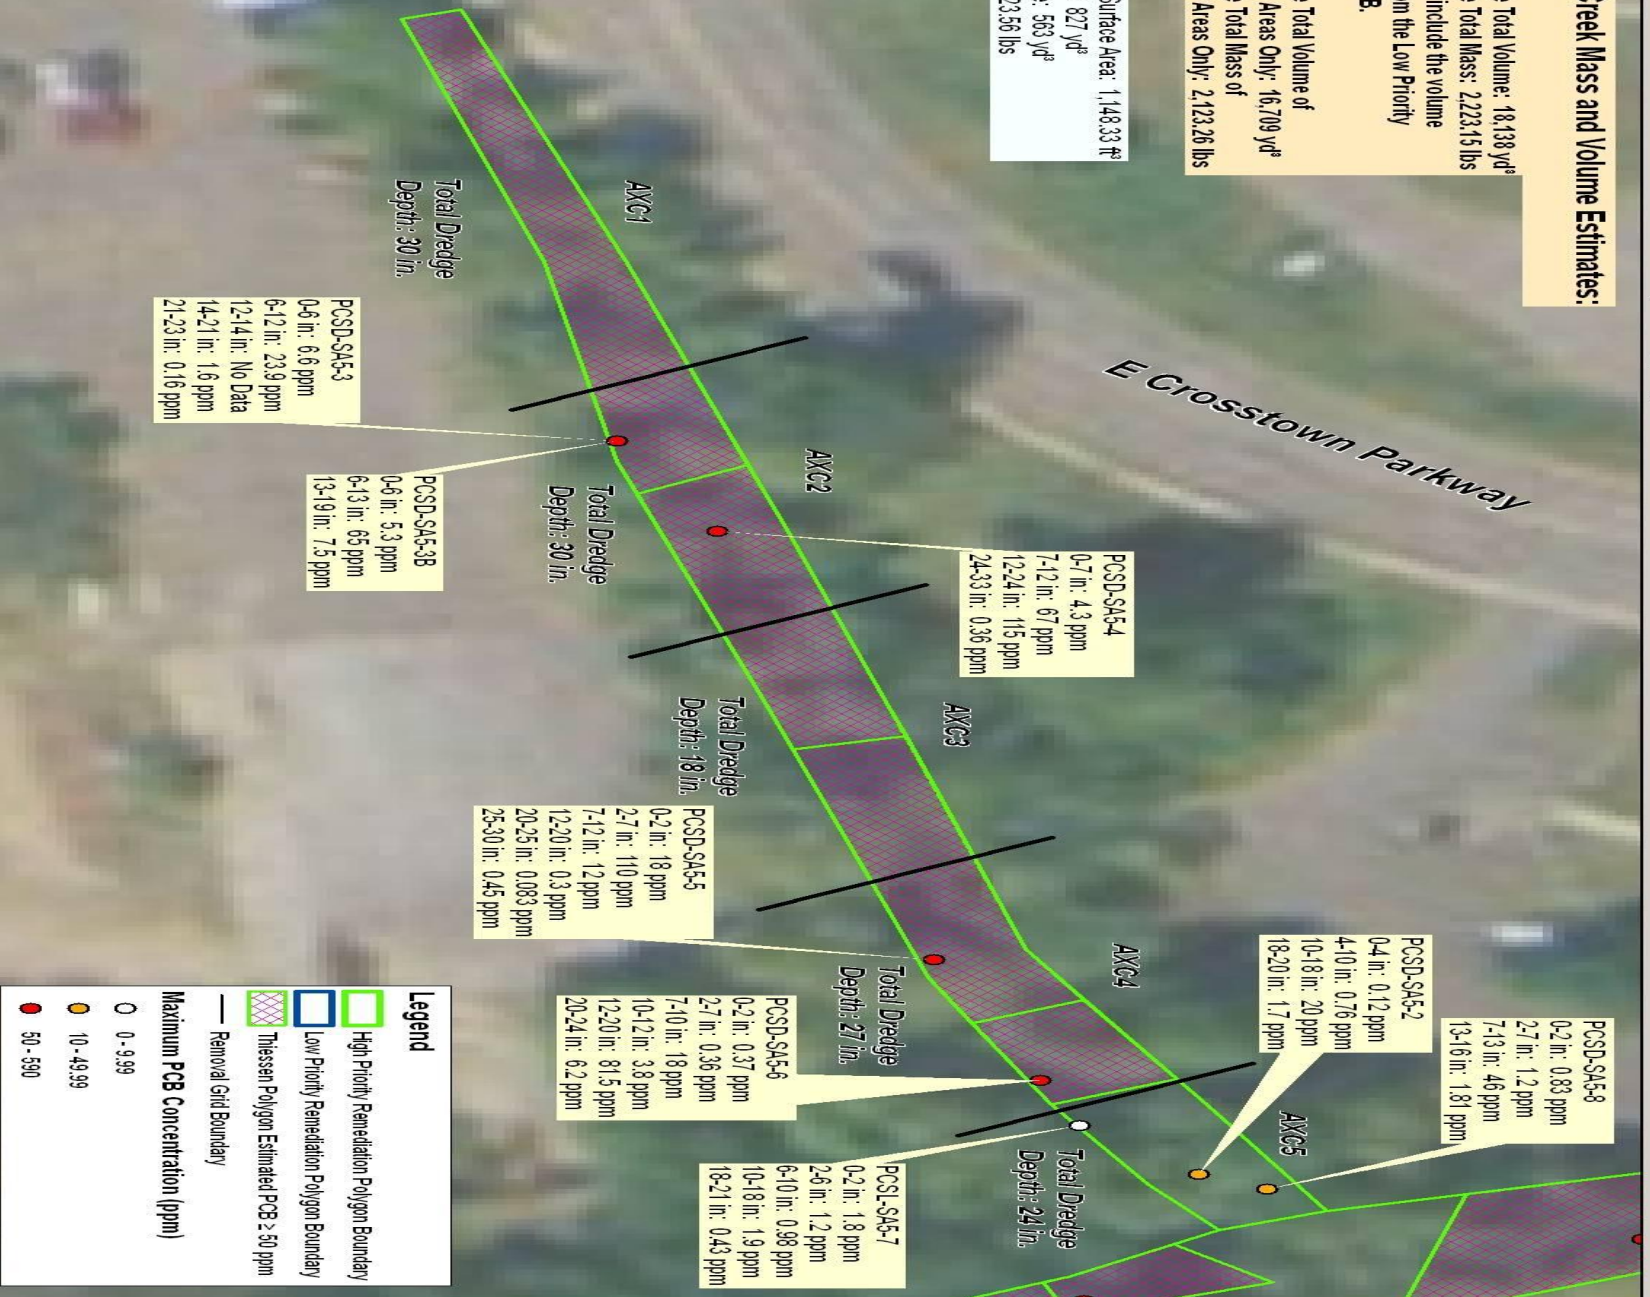 Creek Mass and Volume Estimates:
Total Volume: 18,138 yd³
Total Mass: 2,223.15 lbs
include the volume
the Low Priority
Total Volume of
Areas Only: 16,709 yd³
Total Mass of
Areas Only: 2,123.26 lbs
Surface Area: 1,148.33 ft³
827 yd³
563 yd³
23.56 lbs
E Crosstown Parkway
AXC1
Total Dredge
Depth: 30 in.
AXC2
Total Dredge
Depth: 30 in.
AXC3
Total Dredge
Depth: 18 in.
AXC4
Total Dredge
Depth: 27 in.
AXC5
Total Dredge
Depth: 24 in.
PCSD-SA5-3
0-6 in: 6.6 ppm
6-12 in: 23.9 ppm
12-14 in: No Data
14-21 in: 1.6 ppm
21-23 in: 0.16 ppm
PCSD-SA5-3B
0-6 in: 5.3 ppm
6-13 in: 65 ppm
13-19 in: 7.5 ppm
PCSD-SA5-4
0-7 in: 4.3 ppm
7-12 in: 67 ppm
12-24 in: 115 ppm
24-33 in: 0.36 ppm
PCSD-SA5-5
0-2 in: 18 ppm
2-7 in: 110 ppm
7-12 in: 1.2 ppm
12-20 in: 0.3 ppm
20-25 in: 0.083 ppm
25-30 in: 0.45 ppm
PCSD-SA5-2
0-4 in: 0.12 ppm
4-10 in: 0.76 ppm
10-18 in: 20 ppm
18-20 in: 1.7 ppm
PCSD-SA5-8
0-2 in: 0.83 ppm
2-7 in: 1.2 ppm
7-13 in: 46 ppm
13-16 in: 1.81 ppm
PCSD-SA5-6
0-2 in: 0.37 ppm
2-7 in: 0.36 ppm
7-10 in: 18 ppm
10-12 in: 3.8 ppm
12-20 in: 81.5 ppm
20-24 in: 6.2 ppm
PCSL-SA5-7
0-2 in: 1.8 ppm
2-6 in: 1.2 ppm
6-10 in: 0.98 ppm
10-18 in: 1.9 ppm
18-21 in: 0.43 ppm
Legend
High Priority Remediation Polygon Boundary
Low Priority Remediation Polygon Boundary
Thiessen Polygon Estimated PCB ≥ 50 ppm
Removal Grid Boundary
Maximum PCB Concentration (ppm)
0 - 9.99
10 - 49.99
50 - 590